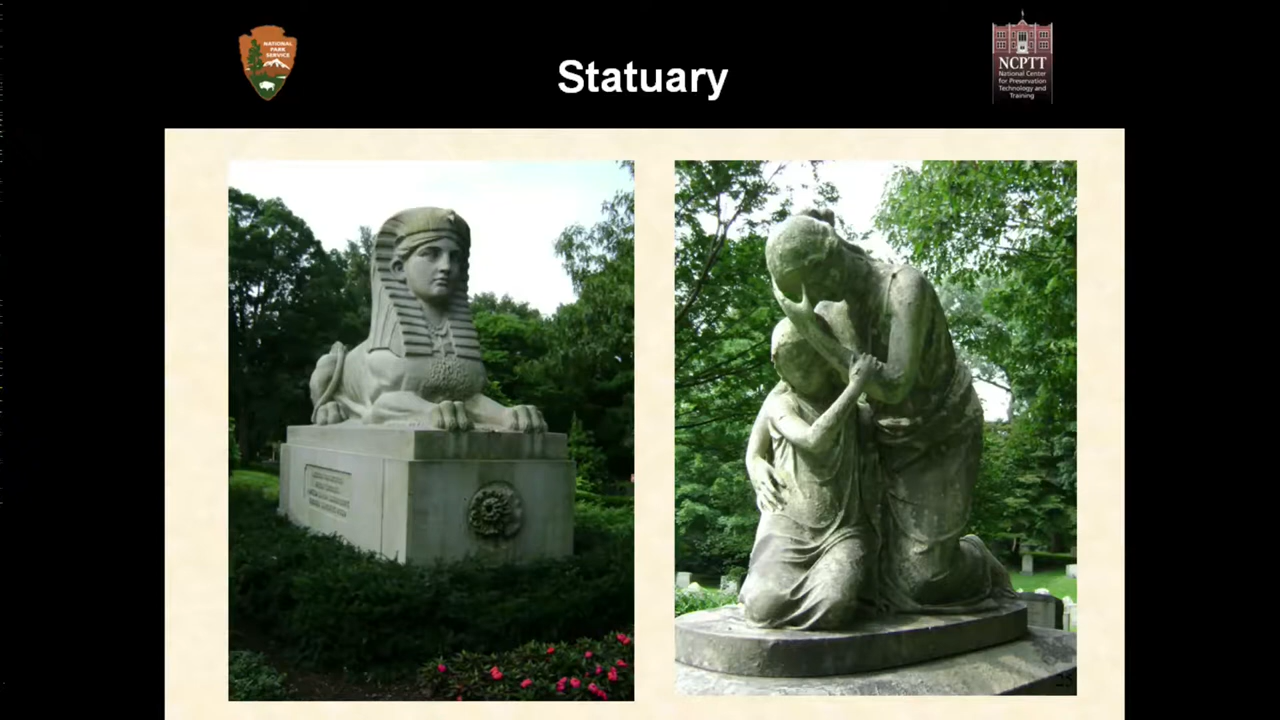 NATIONAL
PARK
SERVICE
Statuary
NCPTT
National Center
for Preservation
Technology and
Training